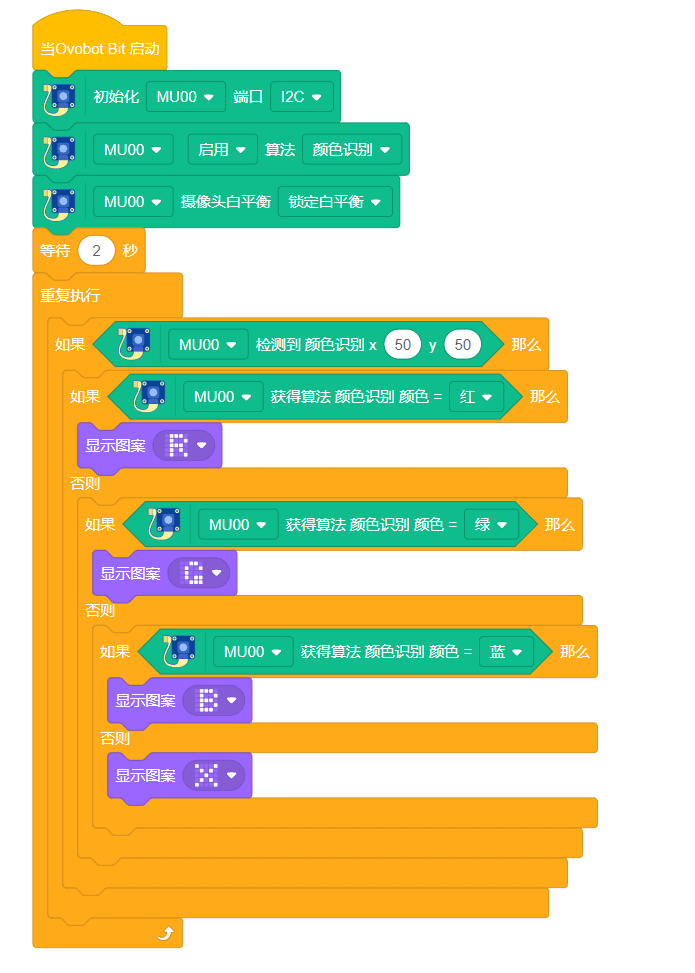 当Ovobot Bit 启动
初始化 MU00 端口 I2C
MU00 启用 算法 颜色识别
MU00 摄像头白平衡 锁定白平衡
等待 2 秒
重复执行
如果 MU00 检测到 颜色识别 x 50 y 50 那么
如果 MU00 获得算法 颜色识别 颜色 = 红 那么
显示图案 R
否则
如果 MU00 获得算法 颜色识别 颜色 = 绿 那么
显示图案 G
否则
如果 MU00 获得算法 颜色识别 颜色 = 蓝 那么
显示图案 B
否则
显示图案 X